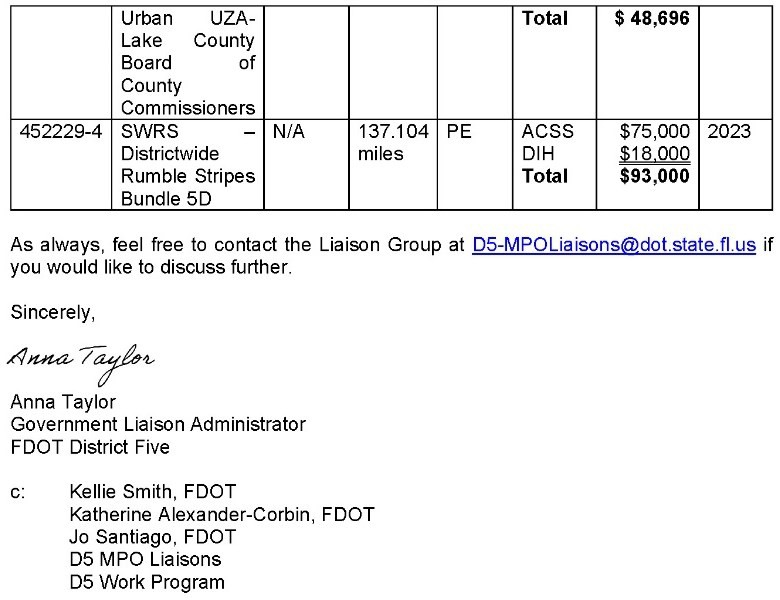 Urban UZA- Total $ 48,696
Lake County
Board of
County
Commissioners
452229-4 SWRS – N/A 137.104 PE ACSS $75,000 2023
Districtwide miles DIH $18,000
Rumble Stripes Total $93,000
Bundle 5D
As always, feel free to contact the Liaison Group at D5-MPOLiaisons@dot.state.fl.us if
you would like to discuss further.
Sincerely,
Anna Taylor
Anna Taylor
Government Liaison Administrator
FDOT District Five
c: Kellie Smith, FDOT
Katherine Alexander-Corbin, FDOT
Jo Santiago, FDOT
D5 MPO Liaisons
D5 Work Program